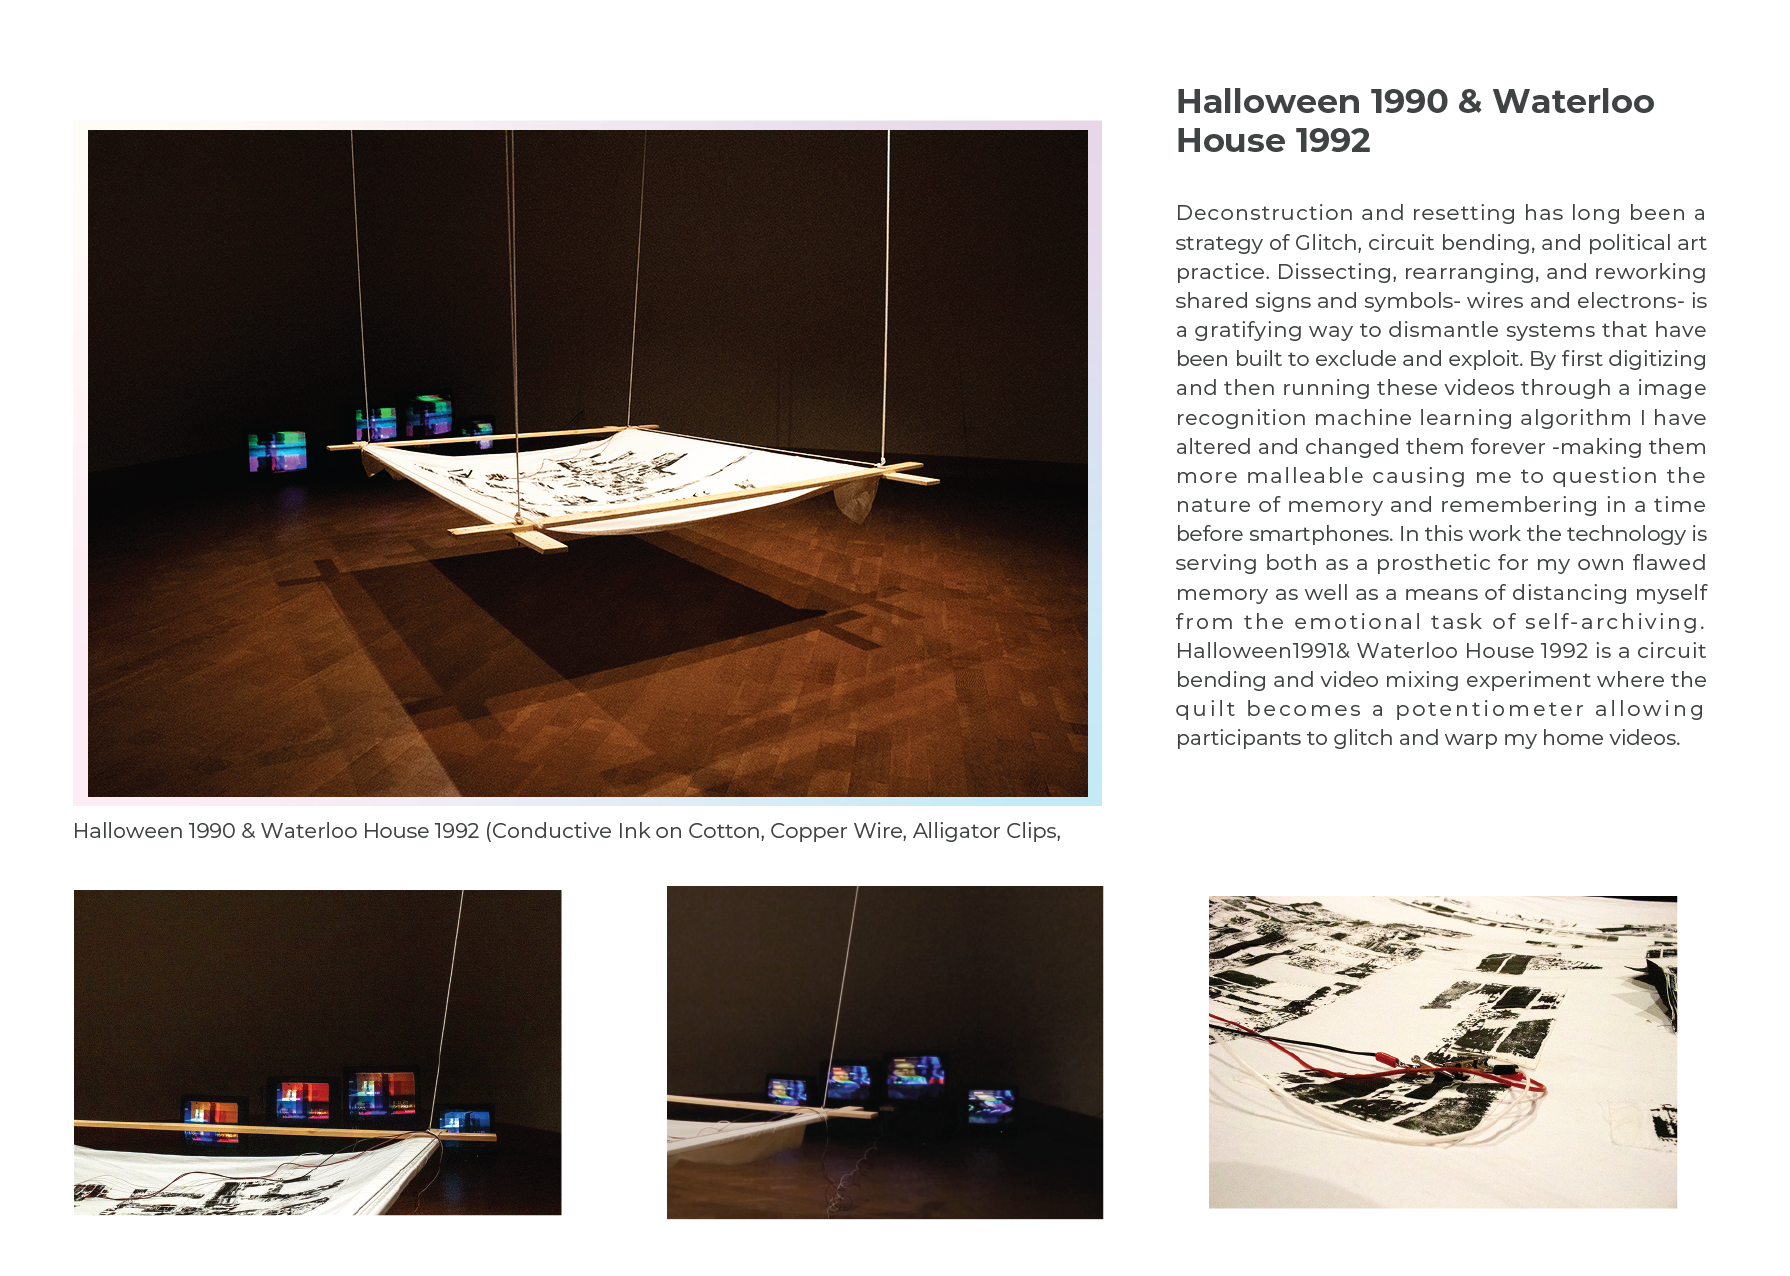 Halloween 1990 & Waterloo
House 1992
Deconstruction and resetting has long been a
strategy of Glitch, circuit bending, and political art
practice. Dissecting, rearranging, and reworking
shared signs and symbols- wires and electrons- is
a gratifying way to dismantle systems that have
been built to exclude and exploit. By first digitizing
and then running these videos through a image
recognition machine learning algorithm I have
altered and changed them forever -making them
more malleable causing me to question the
nature of memory and remembering in a time
before smartphones. In this work the technology is
serving both as a prosthetic for my own flawed
memory as well as a means of distancing myself
from the emotional task of self-archiving.
Halloween1991& Waterloo House 1992 is a circuit
bending and video mixing experiment where the
quilt becomes a potentiometer allowing
participants to glitch and warp my home videos.
Halloween 1990 & Waterloo House 1992 (Conductive Ink on Cotton, Copper Wire, Alligator Clips,